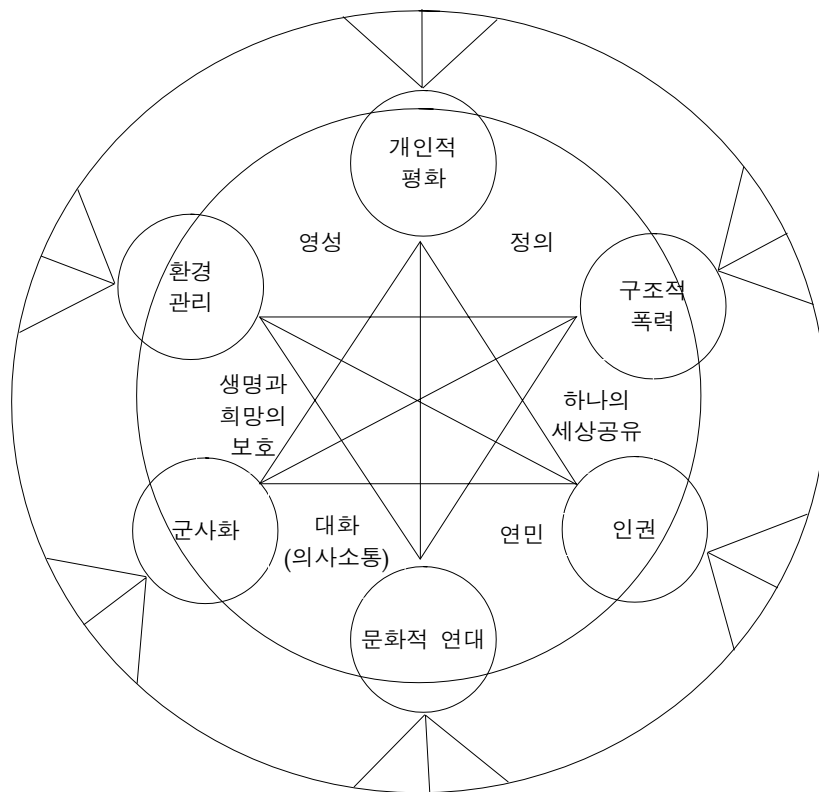 개인적
평화
영성
정의
환경
관리
구조적
폭력
생명과
희망의
보호
하나의
세상공유
군사화
대화
(의사소통)
연민
인권
문화적 연대